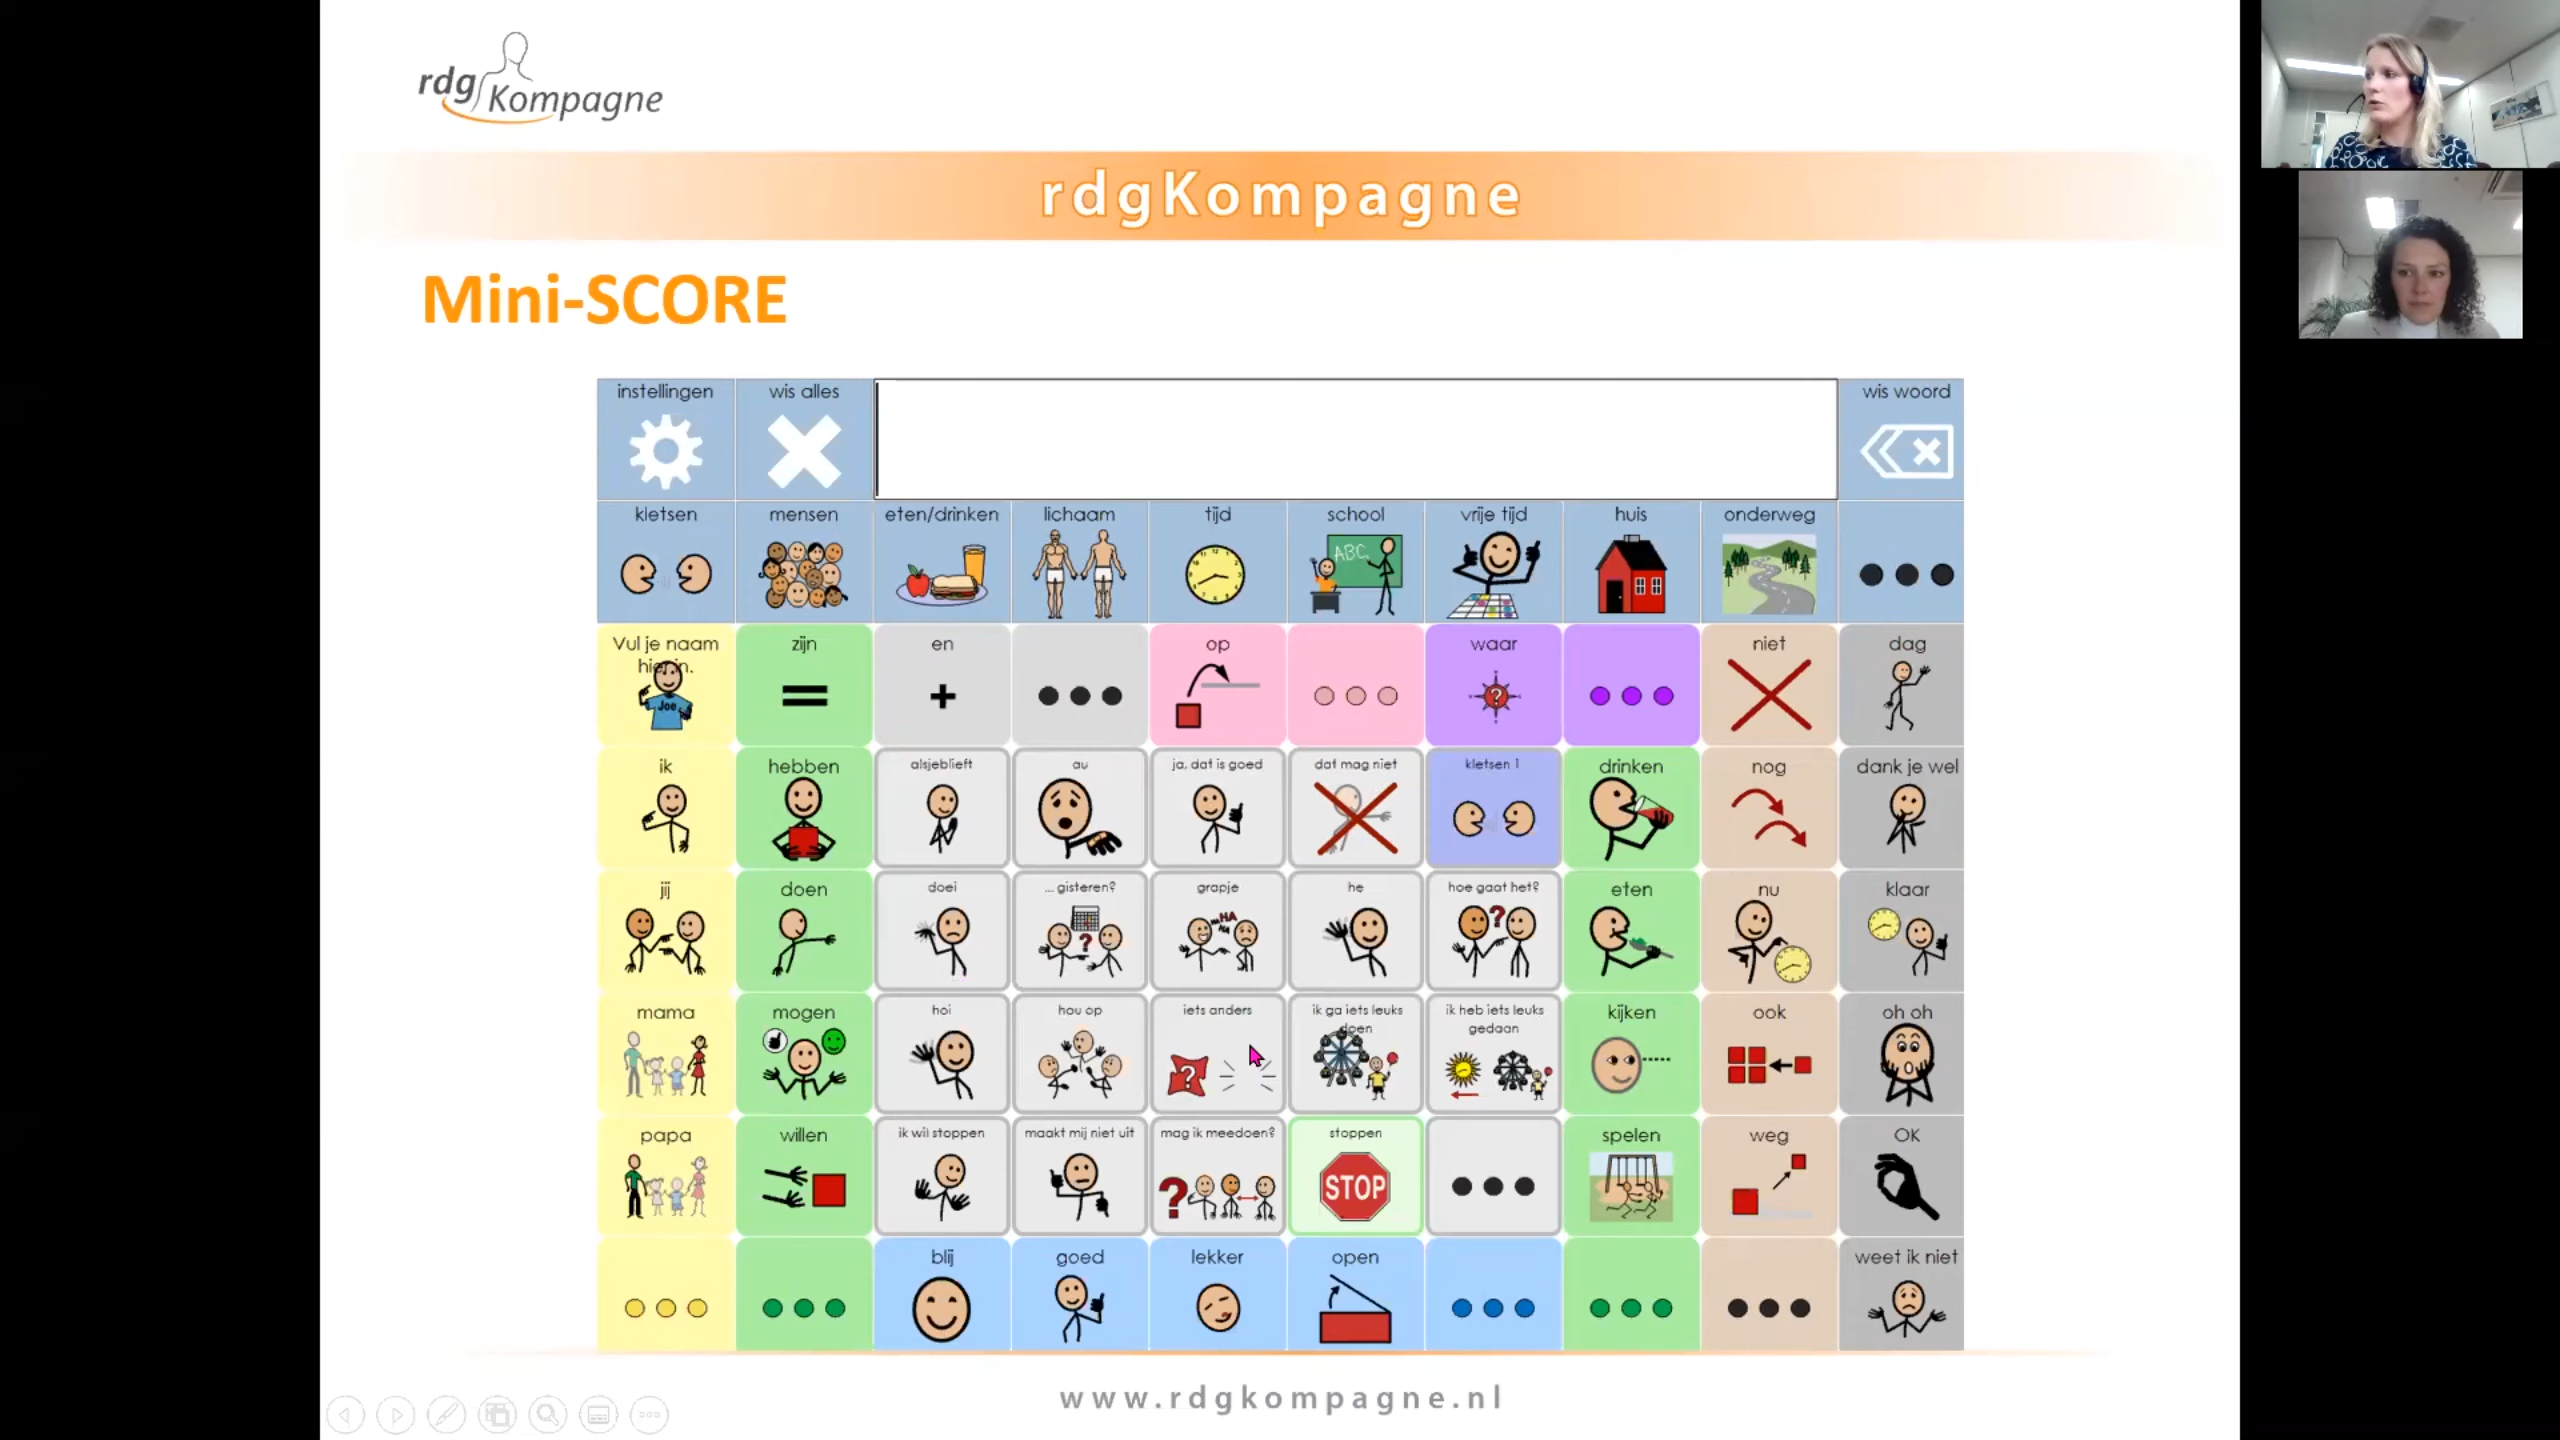 rdg Kompagne
rdgKompagne
Mini-SCORE
instellingen
wis alles
wis woord
kletsen
mensen
eten/drinken
lichaam
tijd
school
ABC
vrije tijd
huis
onderweg
Vul je naam
hier in.
Joe
zijn
en
op
waar
?
niet
dag
ik
hebben
alsjeblieft
au
ja, dat is goed
dat mag niet
kletsen 1
drinken
nog
dank je wel
jij
doen
doei
... gisteren?
?
grapje
HA
HA
he
hoe gaat het?
?
eten
nu
klaar
mama
mogen
hoi
hou op
iets anders
?
ik ga iets leuks
doen
ik heb iets leuks
gedaan
kijken
ook
oh oh
papa
willen
ik wil stoppen
maakt mij niet uit
mag ik meedoen?
?
stoppen
STOP
spelen
weg
OK
blij
goed
lekker
open
weet ik niet
www.rdgkompagne.nl